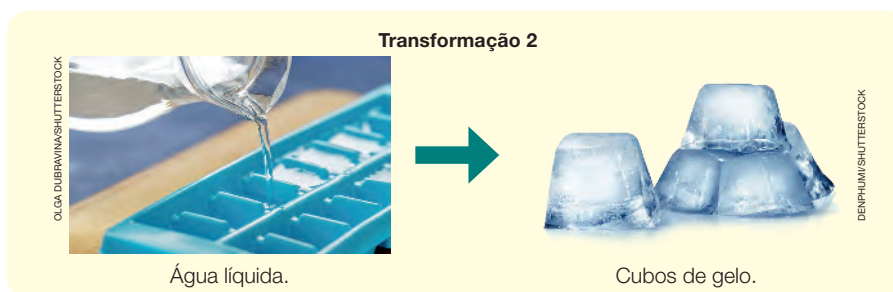 Transformação 2
OLGA DUBRAVINA/SHUTTERSTOCK
DENPHUMI/SHUTTERSTOCK
Água líquida.
Cubos de gelo.